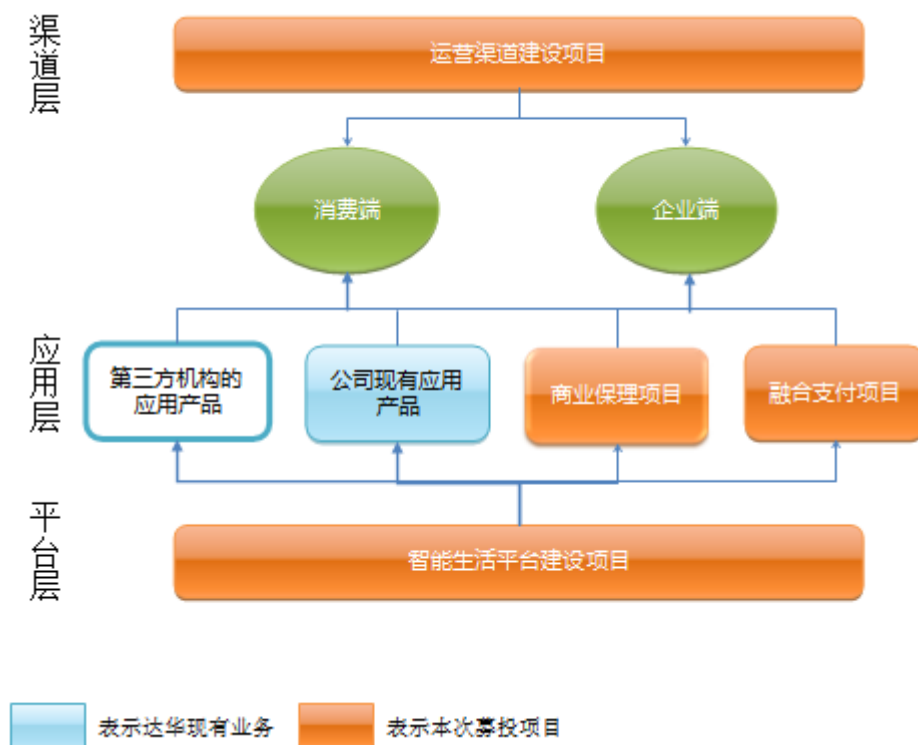 渠道层
运营渠道建设项目
消费端
企业端
应用层
第三方机构的
应用产品
公司现有应用
产品
商业保理项目
融合支付项目
平台层
智能生活平台建设项目
表示达华现有业务
表示本次募投项目